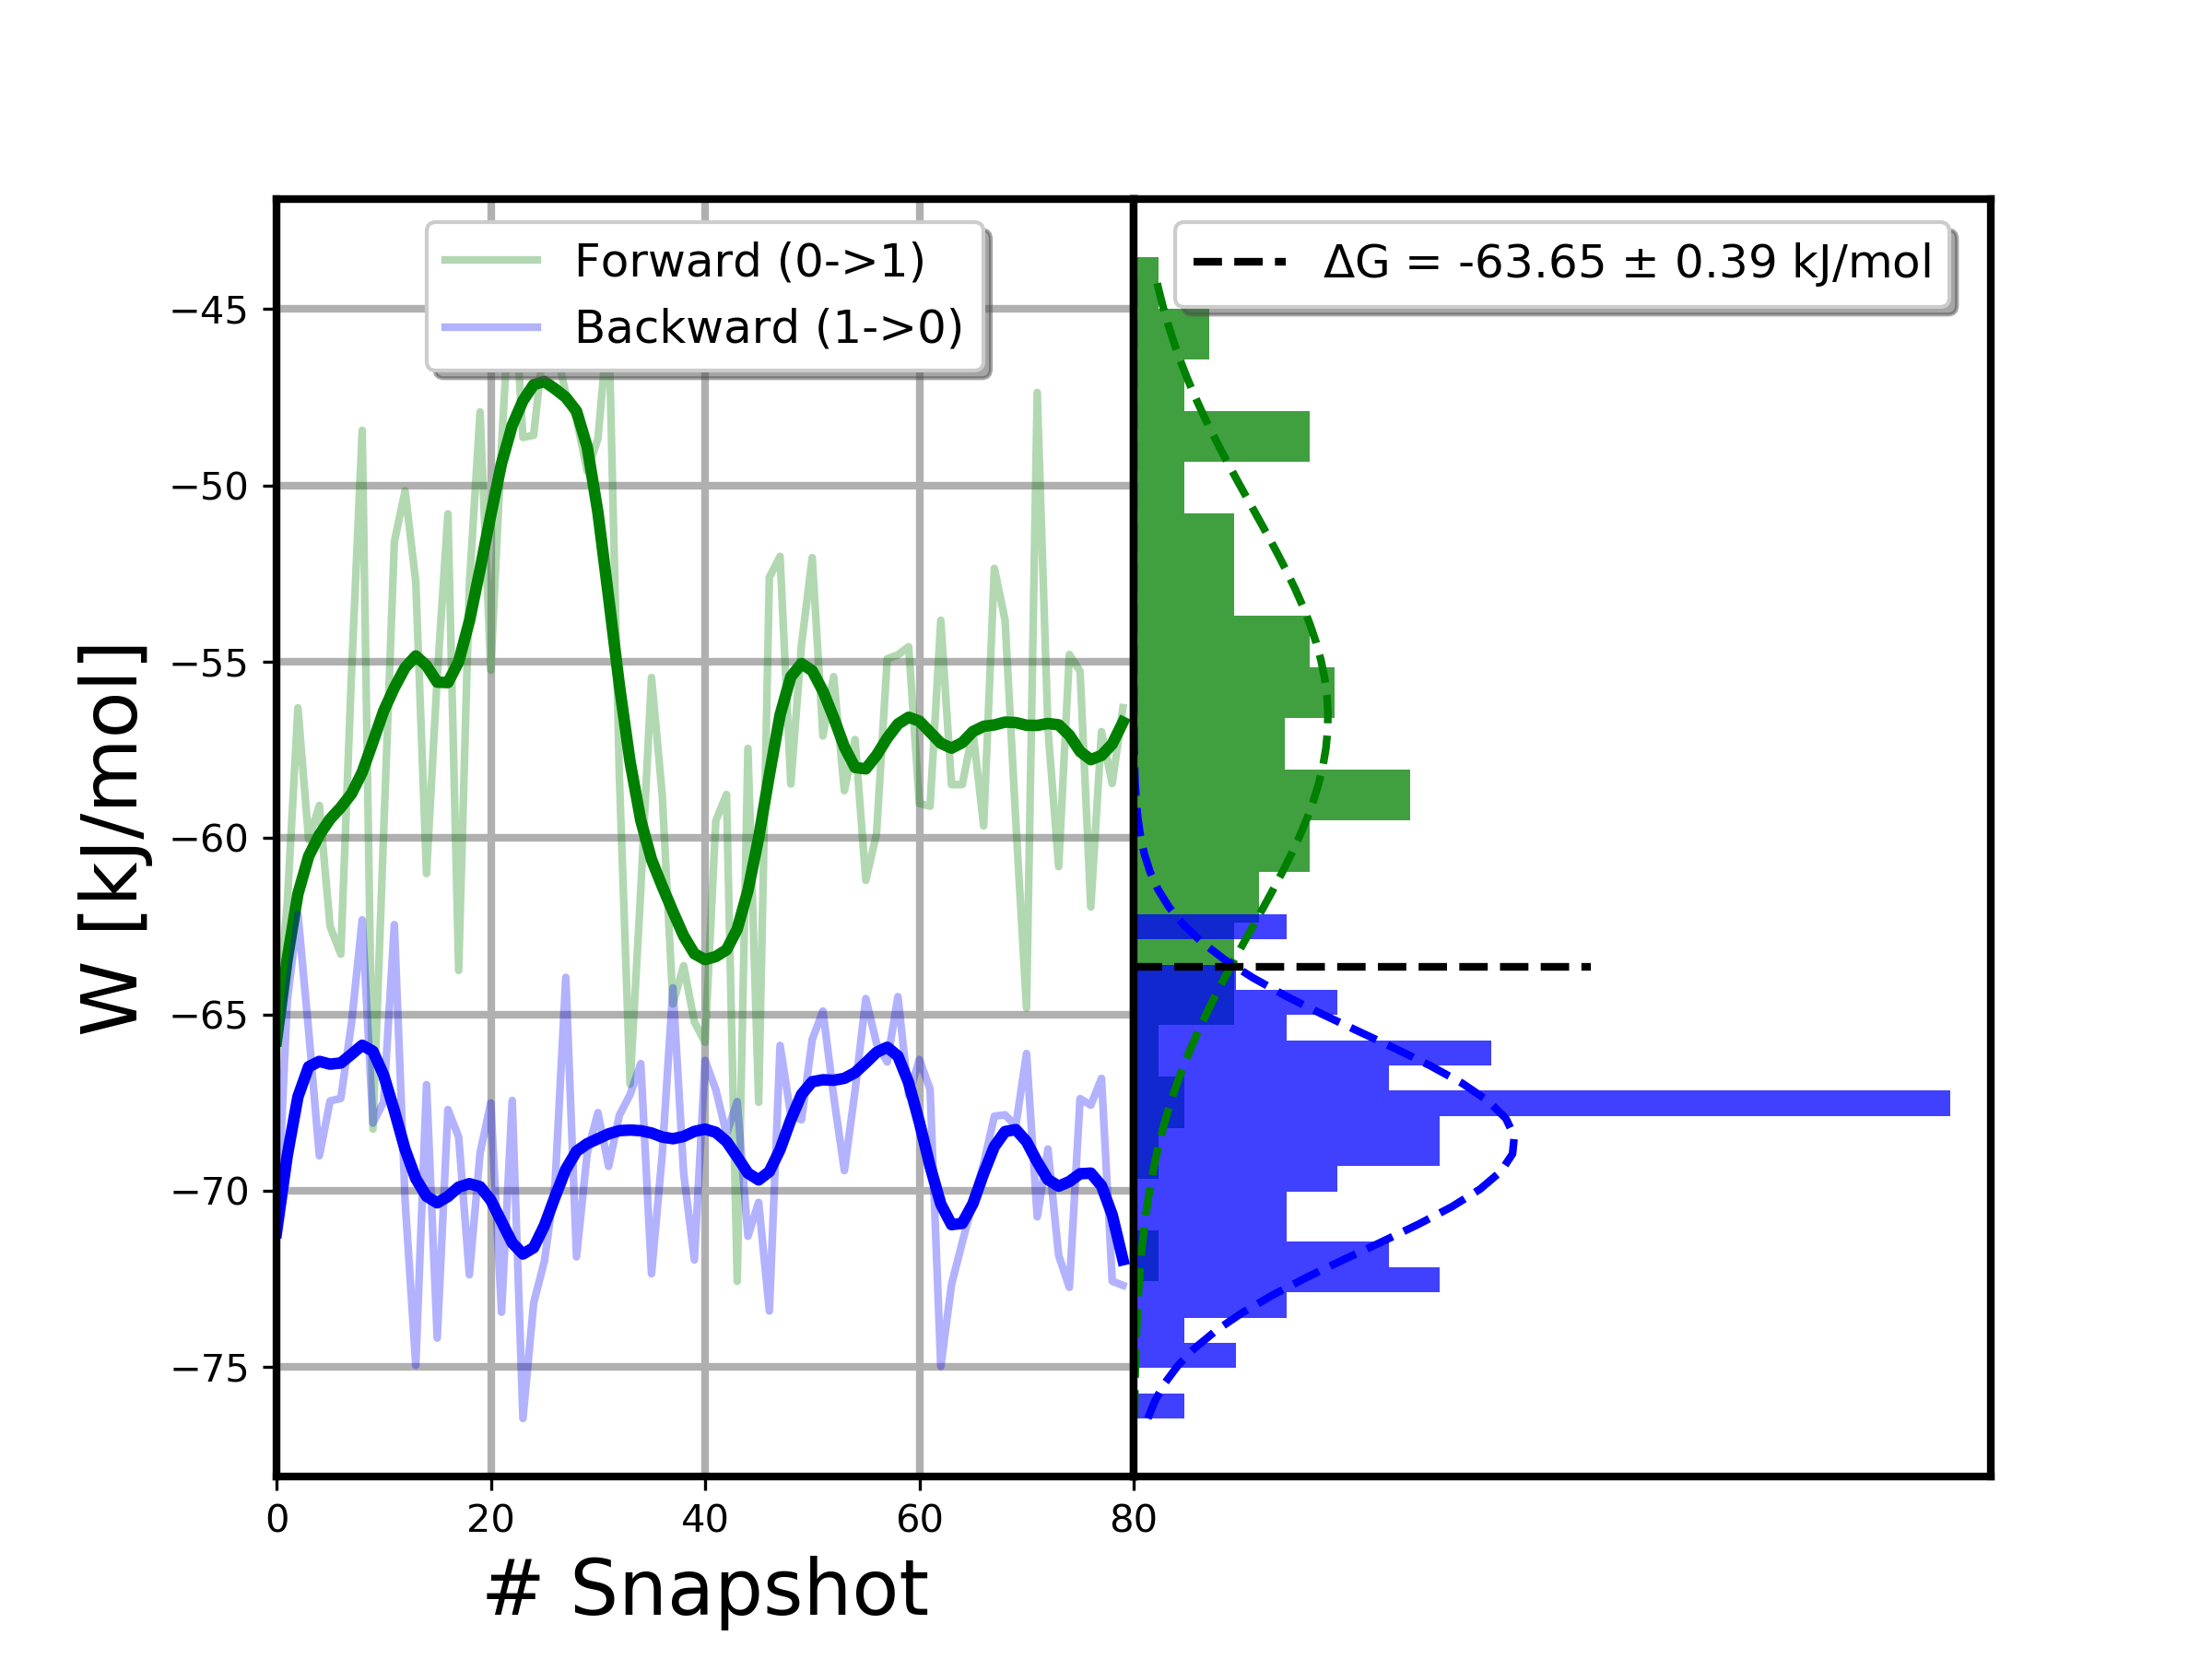 Forward (0->1)
Backward (1->0)
ΔG = -63.65 ± 0.39 kJ/mol
W [kJ/mol]
−45
−50
−55
−60
−65
−70
−75
0 20 40 60 80
# Snapshot